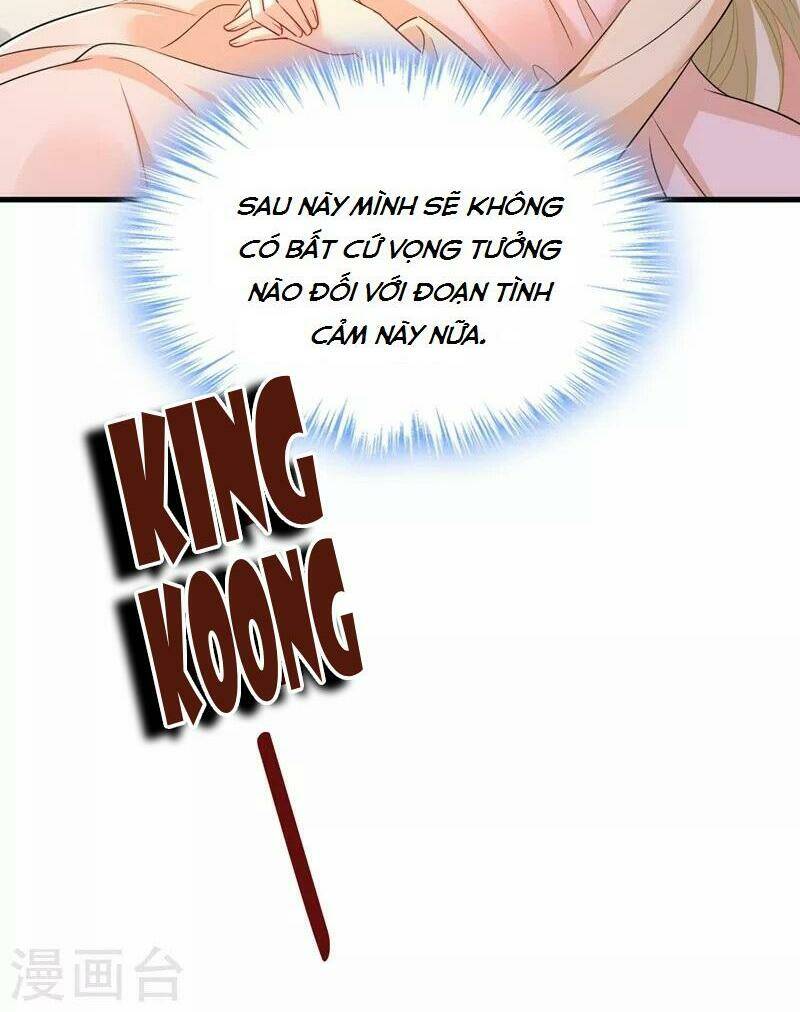 SAU NÀY MÌNH SẼ KHÔNG
CÓ BẤT CỨ VỌNG TƯỞNG
NÀO ĐỐI VỚI ĐOẠN TÌNH
CẢM NÀY NỮA.
KING
KOONG
漫画台